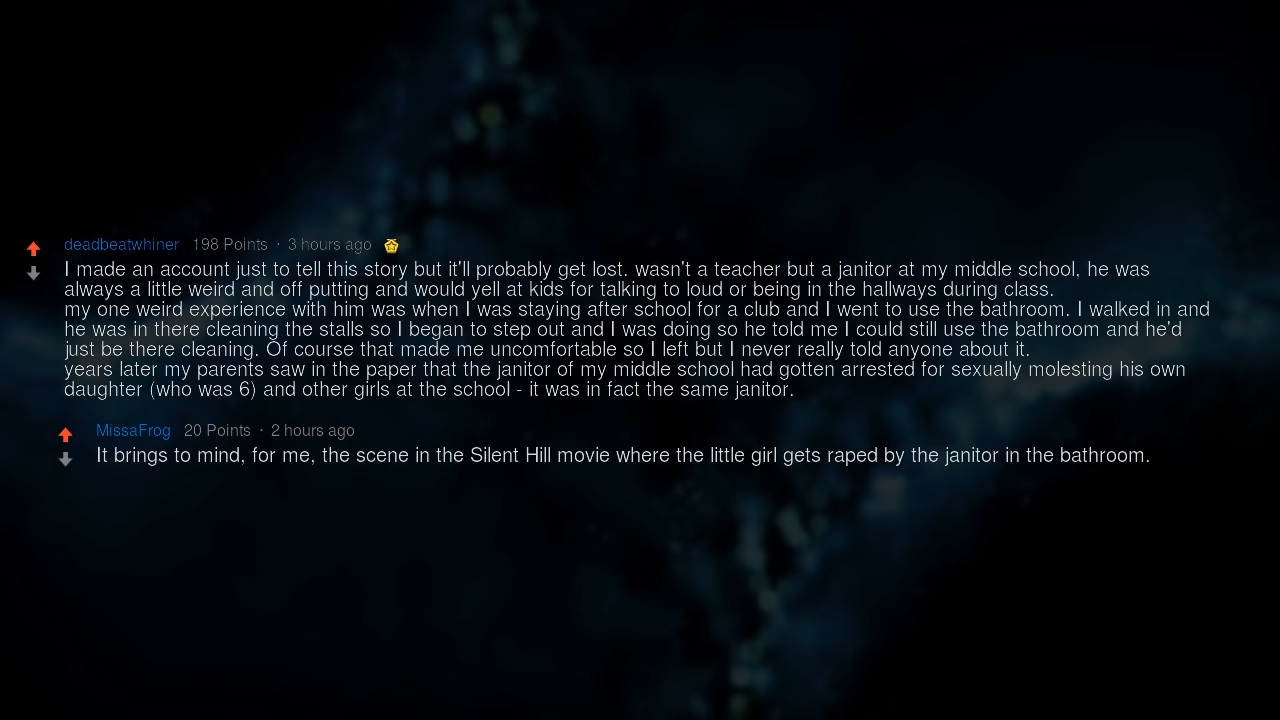 deadbeatwhiner 198 Points · 3 hours ago
I made an account just to tell this story but it'll probably get lost. wasn't a teacher but a janitor at my middle school, he was
always a little weird and off putting and would yell at kids for talking to loud or being in the hallways during class.
my one weird experience with him was when I was staying after school for a club and I went to use the bathroom. I walked in and
he was in there cleaning the stalls so I began to step out and I was doing so he told me I could still use the bathroom and he'd
just be there cleaning. Of course that made me uncomfortable so I left but I never really told anyone about it.
years later my parents saw in the paper that the janitor of my middle school had gotten arrested for sexually molesting his own
daughter (who was 6) and other girls at the school - it was in fact the same janitor.
MissaFrog 20 Points · 2 hours ago
It brings to mind, for me, the scene in the Silent Hill movie where the little girl gets raped by the janitor in the bathroom.